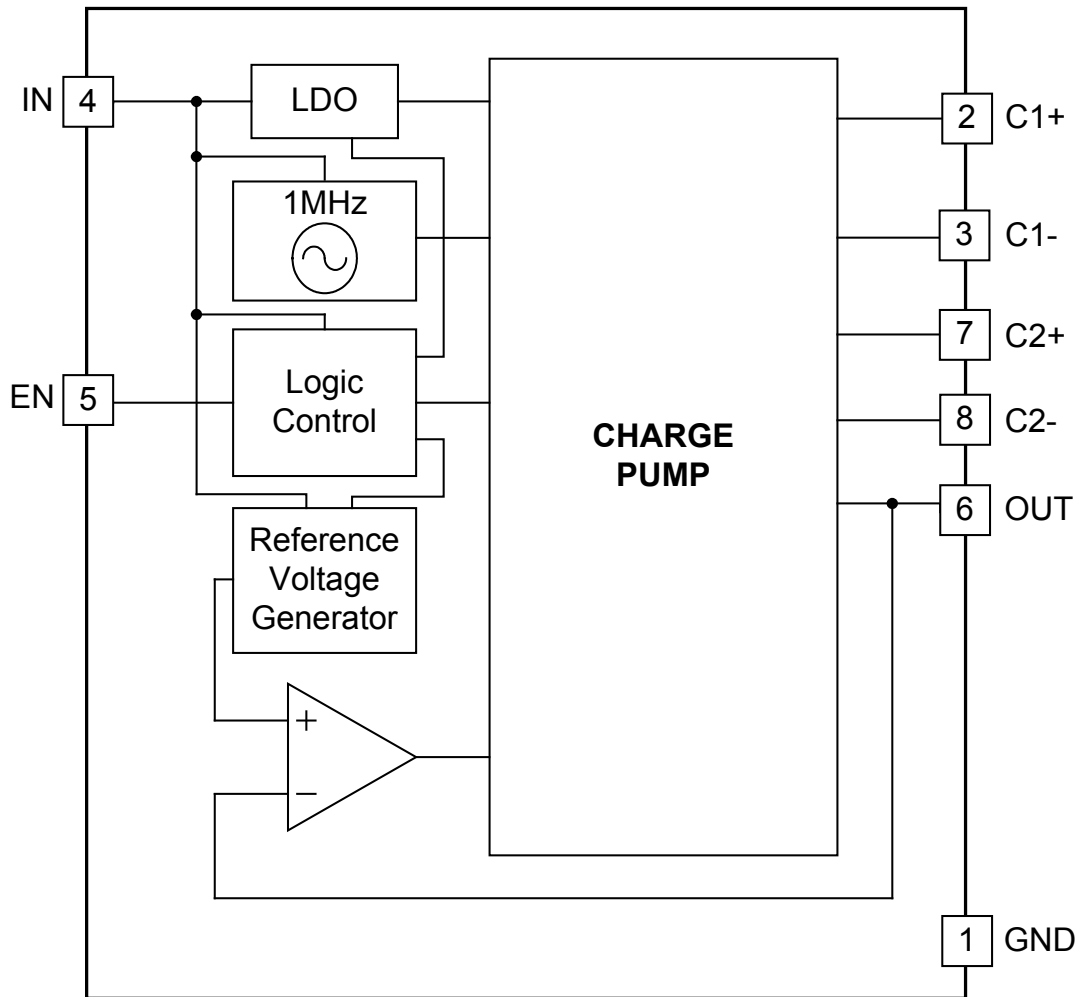 IN 4
LDO
2 C1+
1MHz
3 C1-
7 C2+
EN 5
Logic
Control
8 C2-
CHARGE
PUMP
6 OUT
Reference
Voltage
Generator
+
−
1 GND